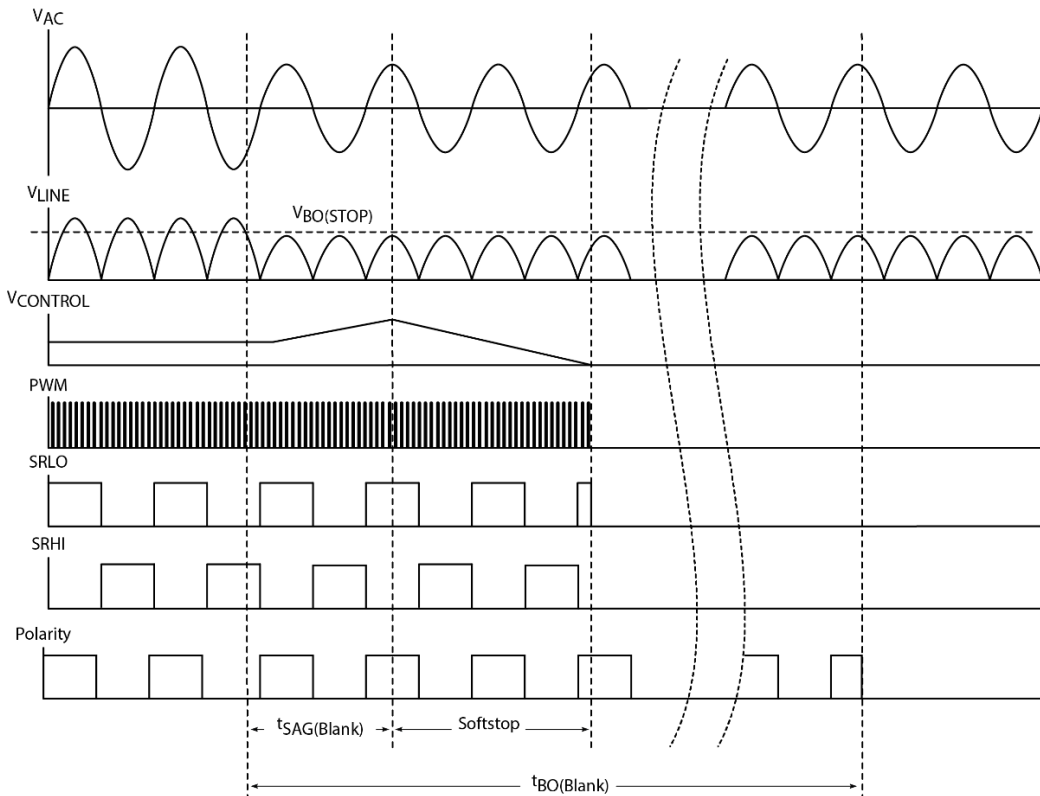 VAC
VLINE
VBO(STOP)
VCONTROL
PWM
SRLO
SRHI
Polarity
tSAG(Blank)
Softstop
tBO(Blank)